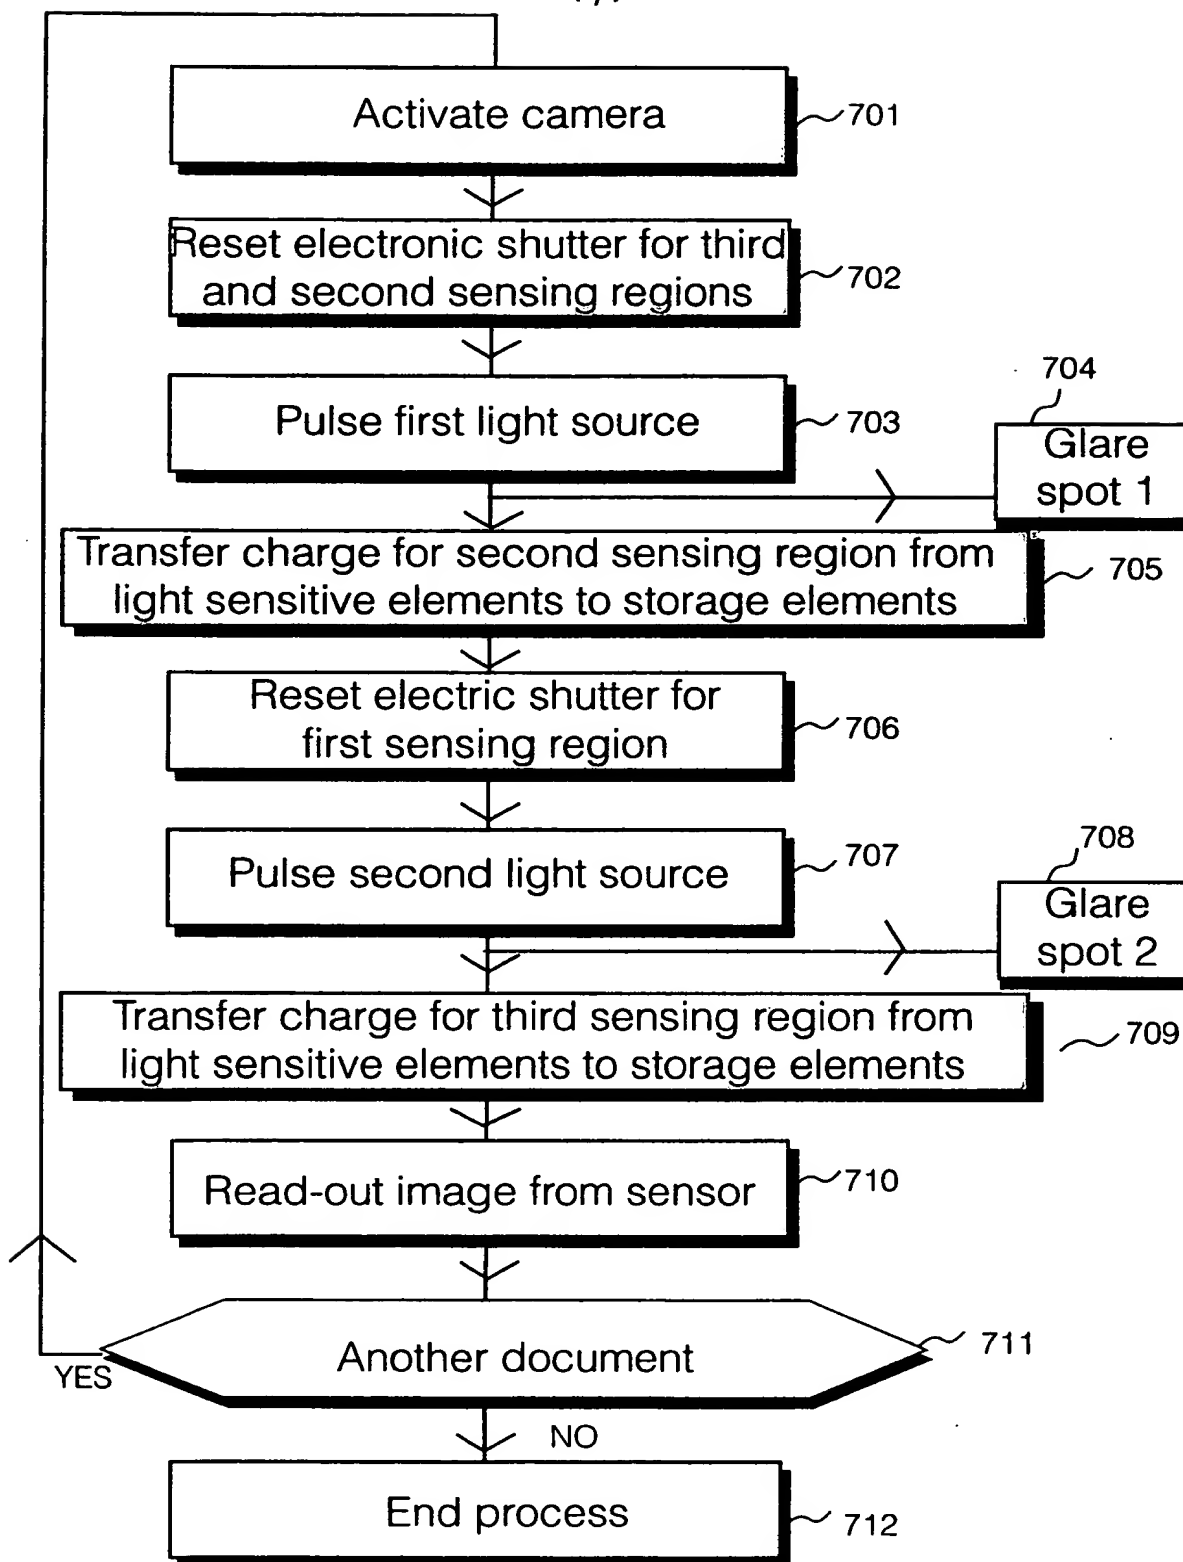 Activate camera
701
Reset electronic shutter for third
and second sensing regions
702
Pulse first light source
703
704
Glare
spot 1
Transfer charge for second sensing region from
light sensitive elements to storage elements
705
Reset electric shutter for
first sensing region
706
Pulse second light source
707
708
Glare
spot 2
Transfer charge for third sensing region from
light sensitive elements to storage elements
709
Read-out image from sensor
710
Another document
711
YES
NO
End process
712